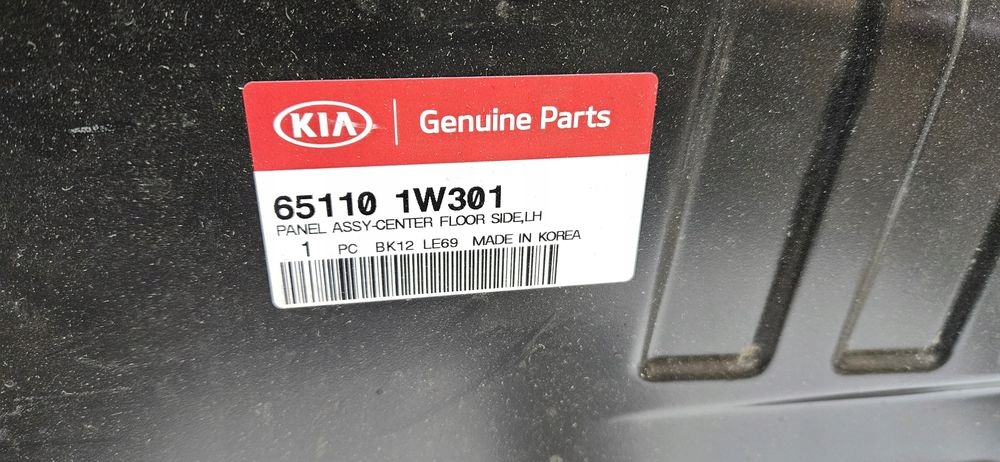 KIA Genuine Parts
65110 1W301
PANEL ASSY-CENTER FLOOR SIDE,LH
1 PC BK12 LE69 MADE IN KOREA